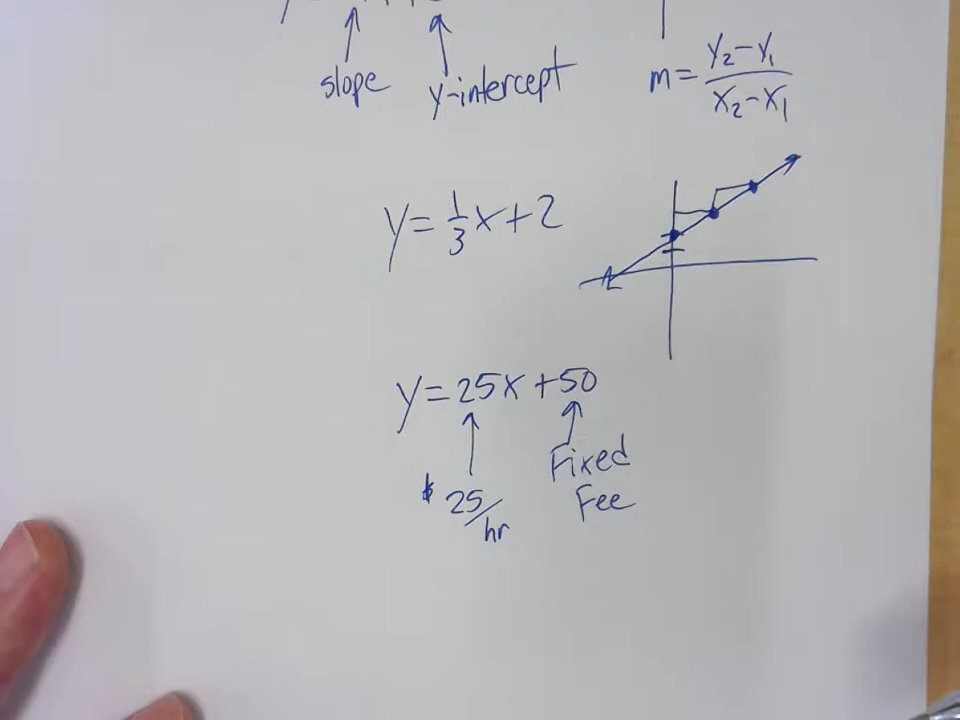 slope
y-intercept
m = y₂-y₁/x₂-x₁
y = 1/3x+2
y = 25x +50
$25/hr
Fixed
Fee